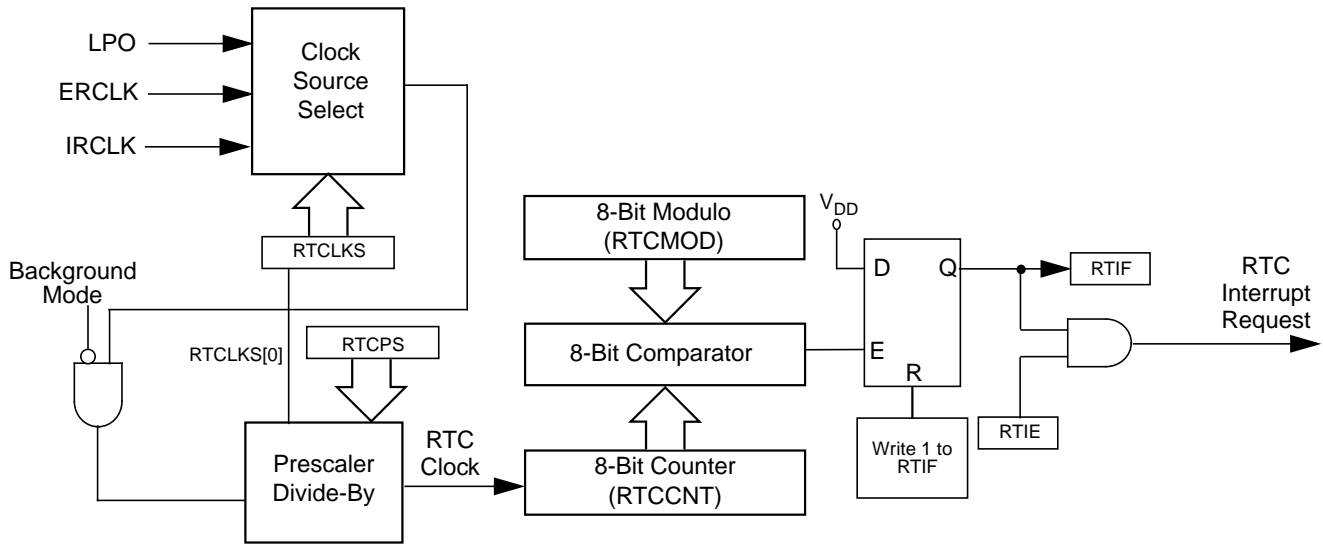 LPO
ERCLK
IRCLK
Clock
Source
Select
RTCLKS
Background
Mode
RTCLKS[0]
RTCPS
Prescaler
Divide-By
RTC
Clock
8-Bit Modulo
(RTCMOD)
8-Bit Comparator
8-Bit Counter
(RTCCNT)
VDD
D
Q
E
R
Write 1 to
RTIF
RTIF
RTIE
RTC
Interrupt
Request